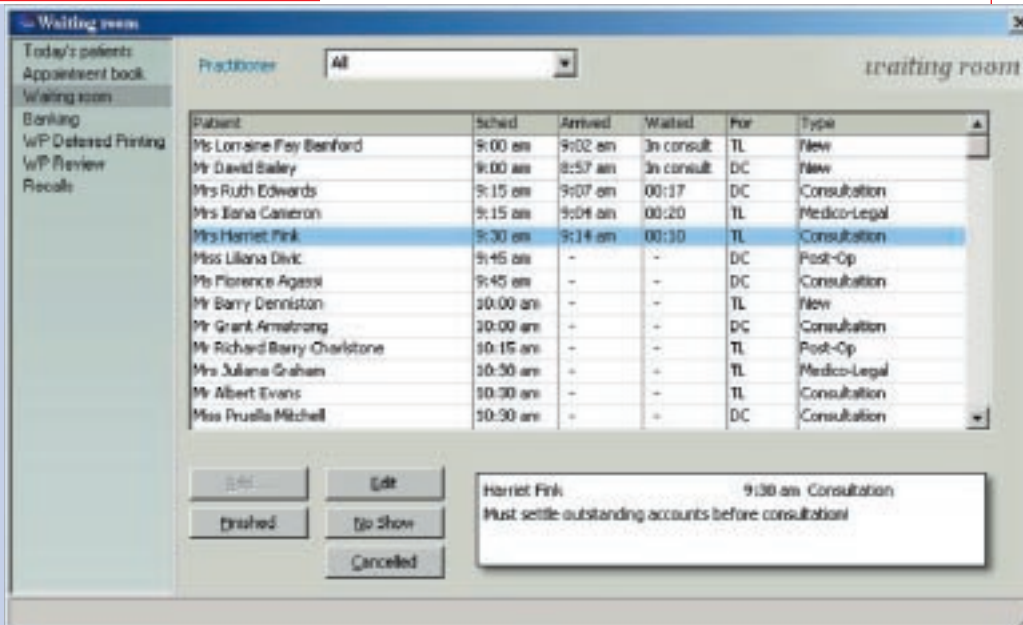 Waiting room
Today's patients
Appointment book
Waiting room
Banking
WP Deferred Printing
WP Review
Recalls
Practitioner All
waiting room
Patient Sched Arrived Waited For Type
Ms Lorraine Fay Bamford 9:00 am 9:02 am In consult TL New
Mr David Bailey 9:00 am 8:57 am In consult DC New
Mrs Ruth Edwards 9:15 am 9:07 am 00:17 DC Consultation
Mrs Ilana Cameron 9:15 am 9:04 am 00:20 TL Medico-Legal
Mrs Harriet Fink 9:30 am 9:14 am 00:10 TL Consultation
Miss Liliana Divic 9:45 am - - DC Post-Op
Ms Florence Agassi 9:45 am - - DC Consultation
Mr Barry Denniston 10:00 am - - TL New
Mr Grant Armstrong 10:00 am - - DC Consultation
Mr Richard Barry Charlstone 10:15 am - - TL Post-Op
Mrs Juliana Graham 10:30 am - - TL Medico-Legal
Mr Albert Evans 10:30 am - - TL Consultation
Miss Pruella Mitchell 10:30 am - - DC Consultation
Edit
Finished No Show
Cancelled
Harriet Fink 9:30 am Consultation
Must settle outstanding accounts before consultation!